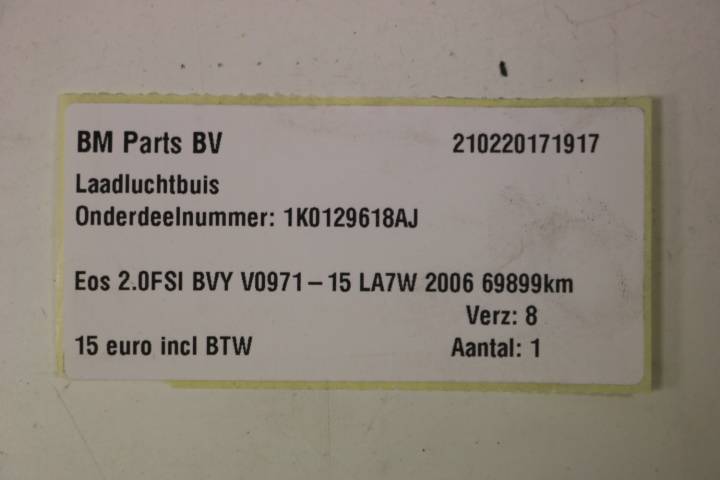 BM Parts BV 210220171917
Laadluchtbuis
Onderdeelnummer: 1K0129618AJ
Eos 2.0FSI BVY V0971-15 LA7W 2006 69899km
Verz: 8
15 euro incl BTW Aantal: 1